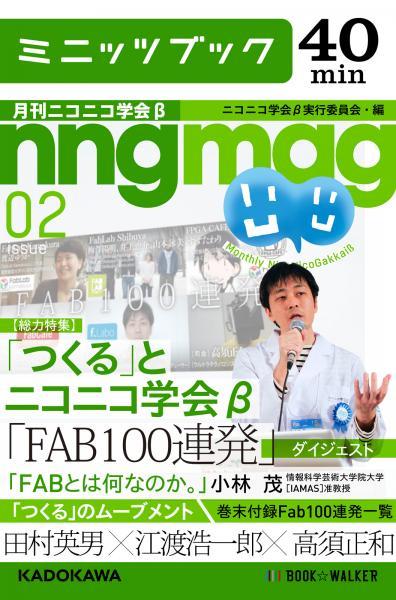 ミニッツブック
40
min
月刊ニコニコ学会β
ニコニコ学会β実行委員会・編
nngmag
02
issue
FabLab Shibuya
FPGA CAFE
FAB100連発
【総力特集】
「つくる」と
ニコニコ学会β
「FAB100連発」
ダイジェスト
「FABとは何なのか。」小林 茂
情報科学芸術大学院大学
[IAMAS]准教授
「つくる」のムーブメント
巻末付録Fab100連発一覧
田村英男×江渡浩一郎×高須正和
KADOKAWA
BOOK☆WALKER